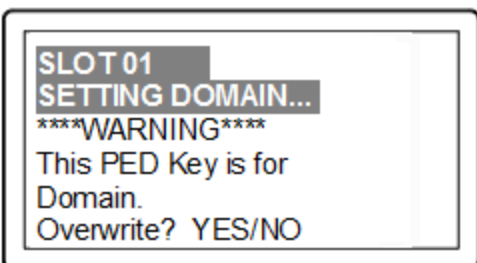 SLOT 01
SETTING DOMAIN...
****WARNING****
This PED Key is for
Domain.
Overwrite? YES/NO